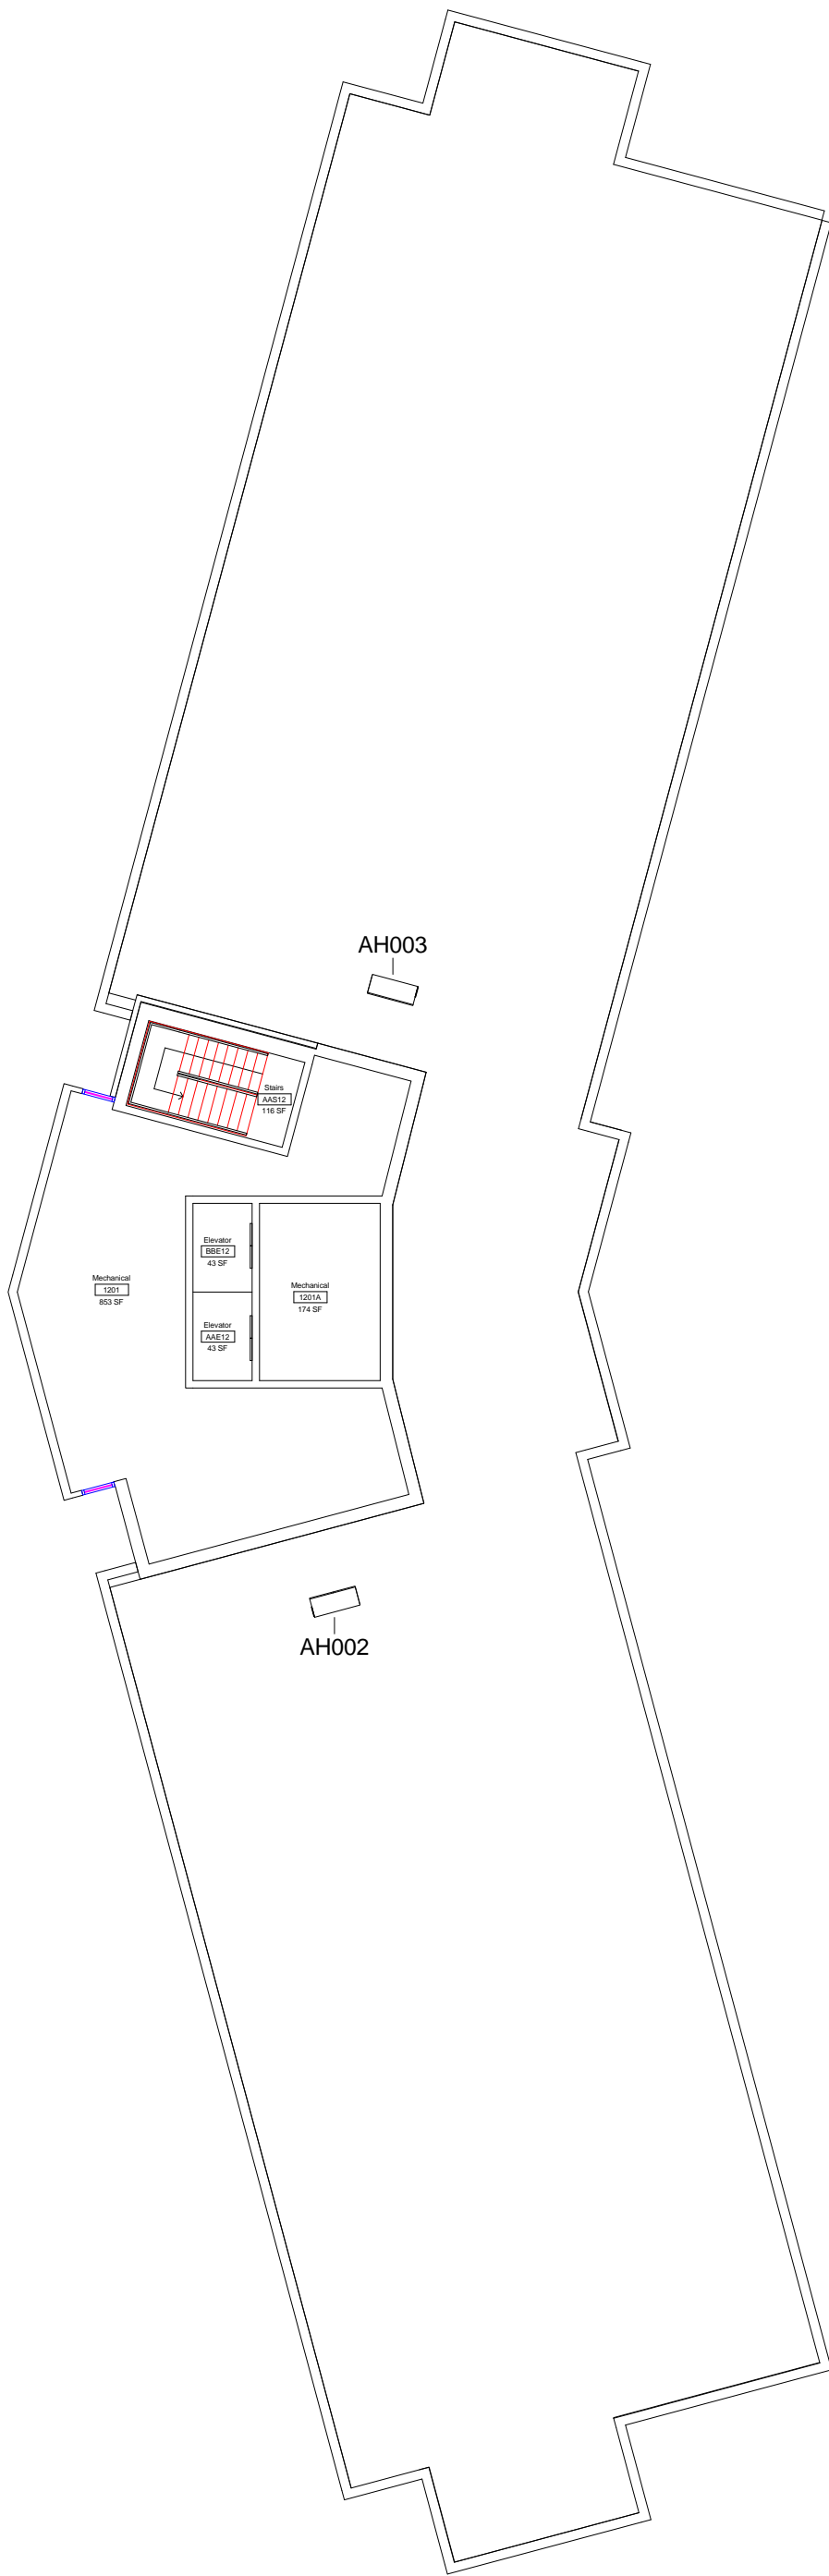 AH003
Stairs
AAS12
116 SF
Elevator
BBE12
43 SF
Mechanical
1201
853 SF
Mechanical
1201A
174 SF
Elevator
AAE12
43 SF
AH002